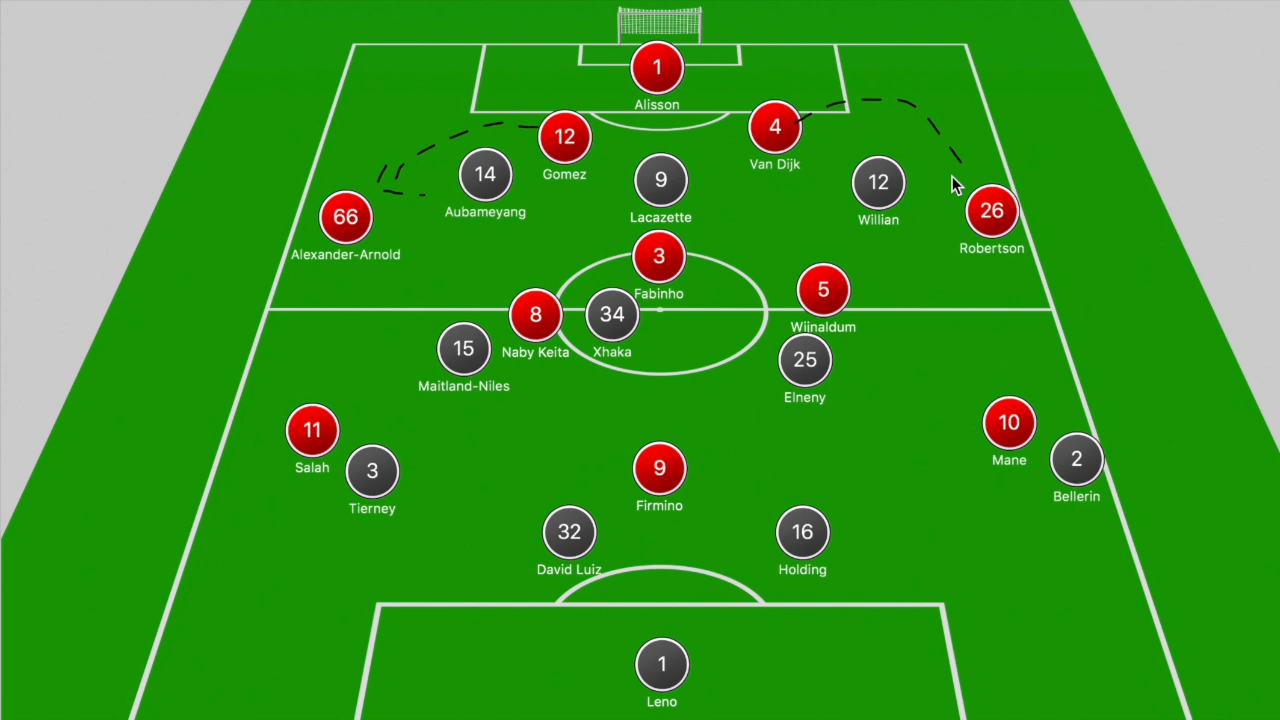 1
Alisson
12
Gomez
4
Van Dijk
14
Aubameyang
9
Lacazette
12
Willian
66
Alexander-Arnold
26
Robertson
3
Fabinho
5
Wijnaldum
8
Naby Keita
34
Xhaka
15
Maitland-Niles
25
Elneny
11
Salah
3
Tierney
10
Mane
2
Bellerin
9
Firmino
32
David Luiz
16
Holding
1
Leno